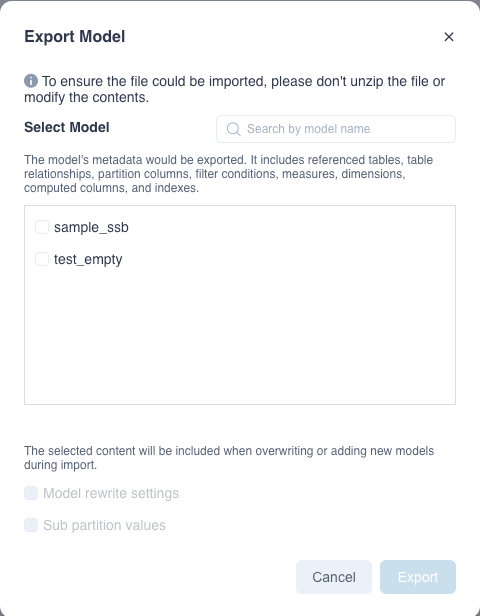 Export Model
To ensure the file could be imported, please don't unzip the file or
modify the contents.
Select Model
Search by model name
The model's metadata would be exported. It includes referenced tables, table
relationships, partition columns, filter conditions, measures, dimensions,
computed columns, and indexes.
sample_ssb
test_empty
The selected content will be included when overwriting or adding new models
during import.
Model rewrite settings
Sub partition values
Cancel
Export